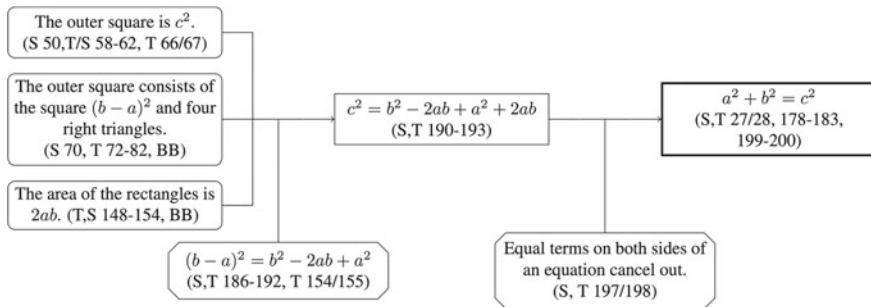 The outer square is c².
(S 50,T/S 58-62, T 66/67)
The outer square consists of
the square (b − a)² and four
right triangles.
(S 70, T 72-82, BB)
The area of the rectangles is
2ab. (T,S 148-154, BB)
(b − a)² = b² − 2ab + a²
(S,T 186-192, T 154/155)
c² = b² − 2ab + a² + 2ab
(S,T 190-193)
Equal terms on both sides of
an equation cancel out.
(S, T 197/198)
a² + b² = c²
(S,T 27/28, 178-183,
199-200)